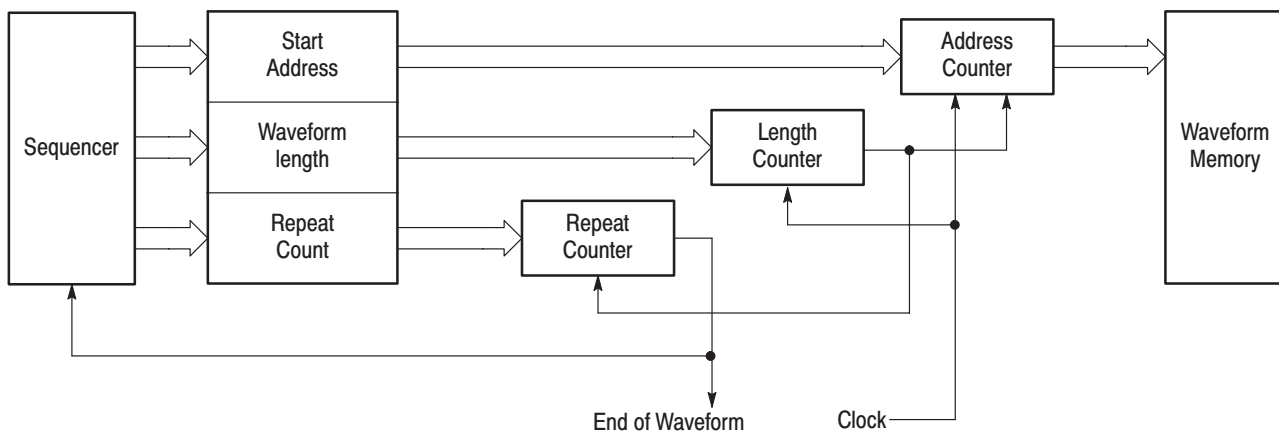 Sequencer
Start
Address
Waveform
length
Repeat
Count
Repeat
Counter
Length
Counter
Address
Counter
Waveform
Memory
End of Waveform
Clock